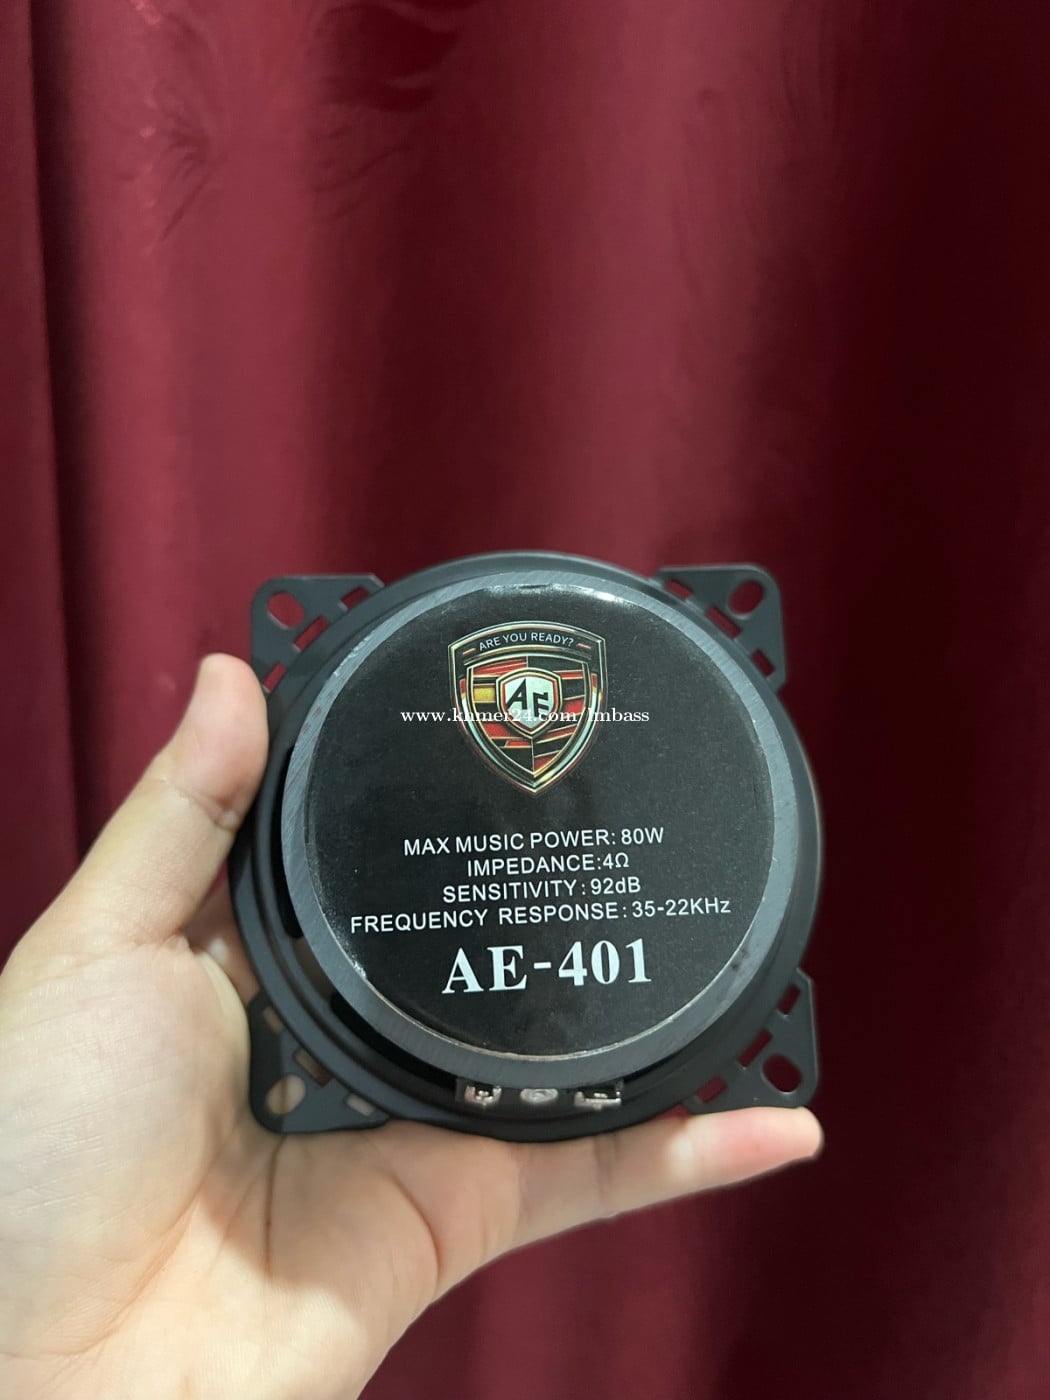 ARE YOU READY?
AE
www.khmer24.com/lmbass
MAX MUSIC POWER: 80W
IMPEDANCE:4Ω
SENSITIVITY: 92dB
FREQUENCY RESPONSE: 35-22KHz
AE-401